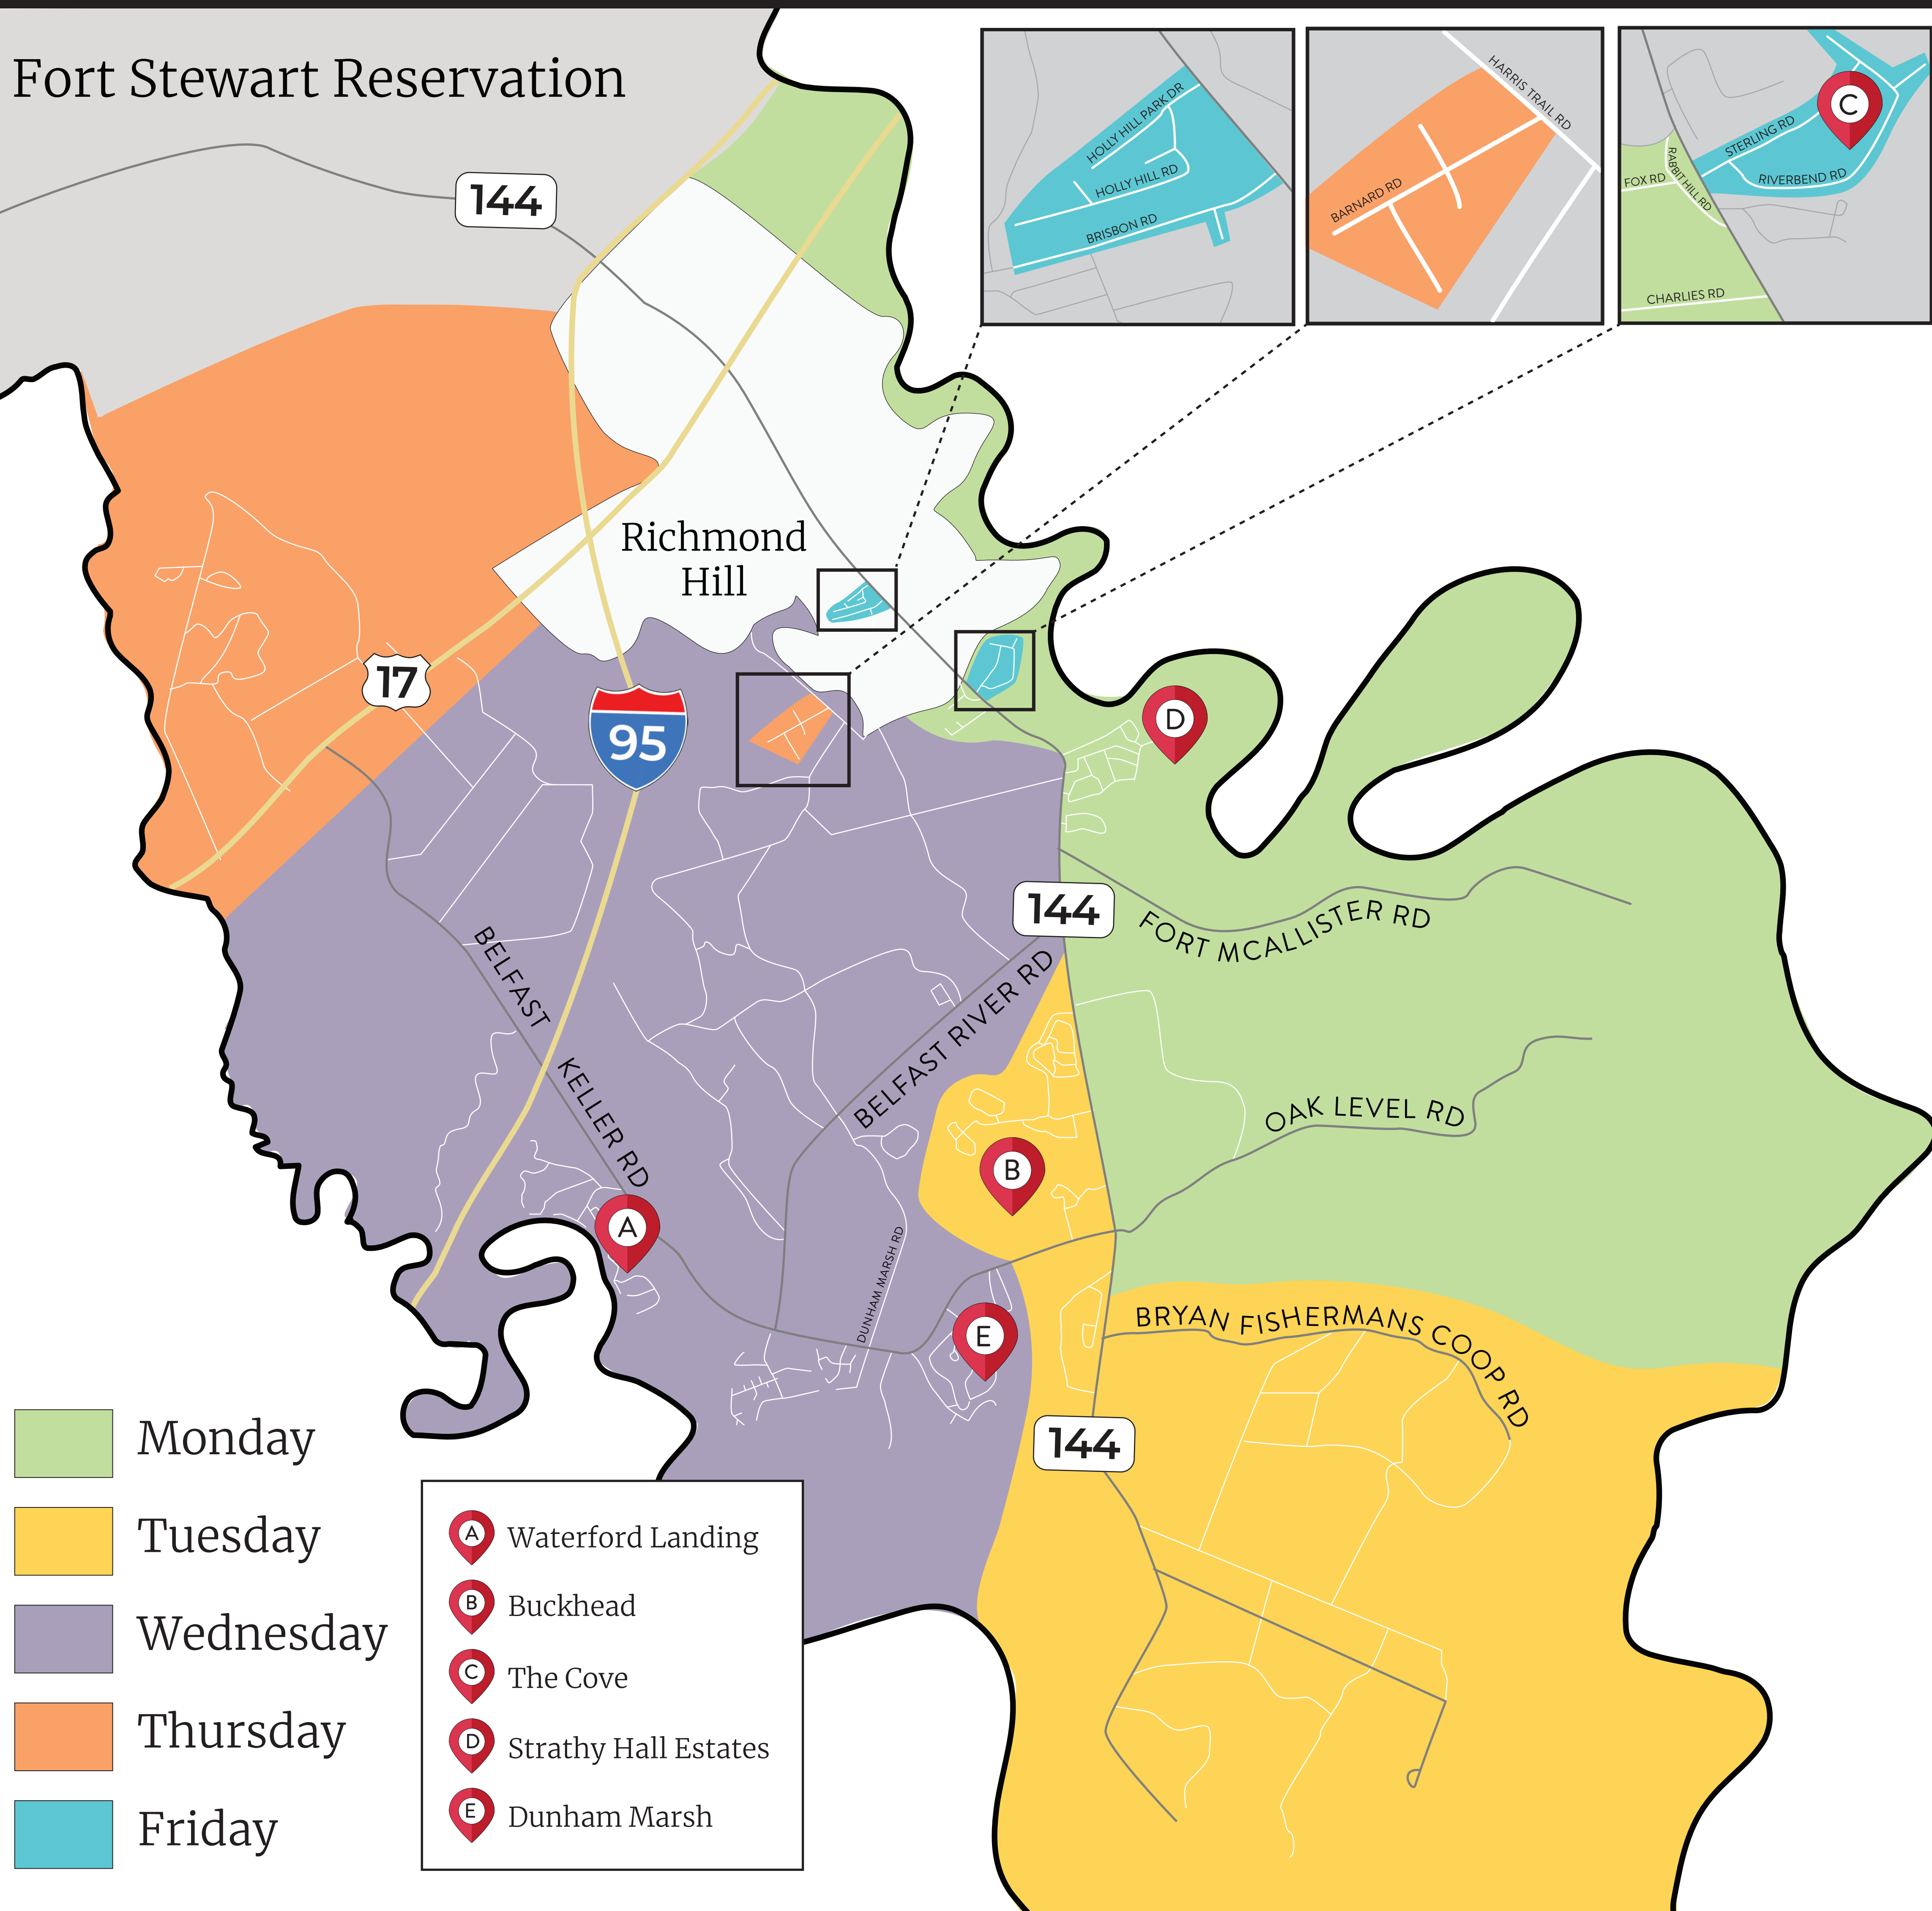 Fort Stewart Reservation
144
HOLLY HILL PARK DR
HOLLY HILL RD
BRISBON RD
HARRIS TRAIL RD
BARNARD RD
C
STERLING RD
RIVERBEND RD
RABBIT HILL RD
FOX RD
CHARLIES RD
Richmond
Hill
17
95
D
144
FORT MCALLISTER RD
BELFAST
KELLER RD
BELFAST RIVER RD
OAK LEVEL RD
B
A
DUNHAM MARSH RD
E
BRYAN FISHERMANS COOP RD
144
Monday
Tuesday
Wednesday
Thursday
Friday
A Waterford Landing
B Buckhead
C The Cove
D Strathy Hall Estates
E Dunham Marsh